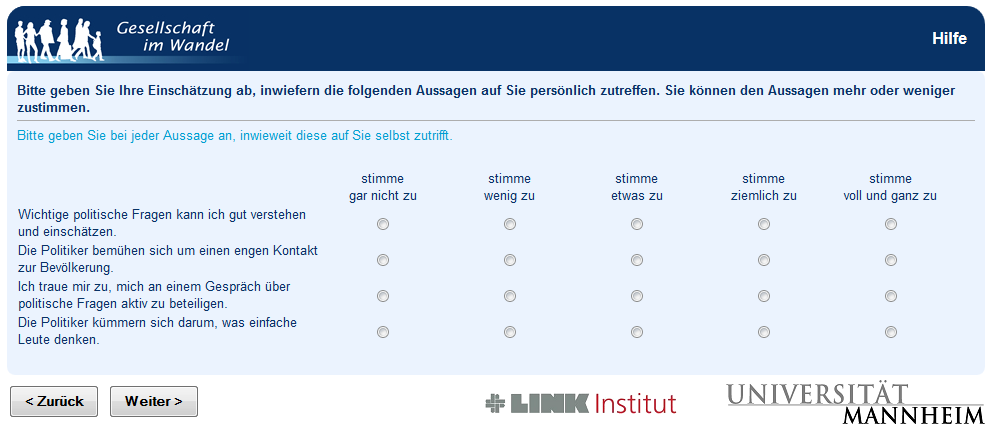 Gesellschaft
im Wandel
Hilfe
Bitte geben Sie Ihre Einschätzung ab, inwiefern die folgenden Aussagen auf Sie persönlich zutreffen. Sie können den Aussagen mehr oder weniger
zustimmen.
Bitte geben Sie bei jeder Aussage an, inwieweit diese auf Sie selbst zutrifft.
stimme stimme stimme stimme stimme
gar nicht zu wenig zu etwas zu ziemlich zu voll und ganz zu
Wichtige politische Fragen kann ich gut verstehen
und einschätzen.
Die Politiker bemühen sich um einen engen Kontakt
zur Bevölkerung.
Ich traue mir zu, mich an einem Gespräch über
politische Fragen aktiv zu beteiligen.
Die Politiker kümmern sich darum, was einfache
Leute denken.
< Zurück Weiter >
LINK Institut
UNIVERSITÄT
MANNHEIM